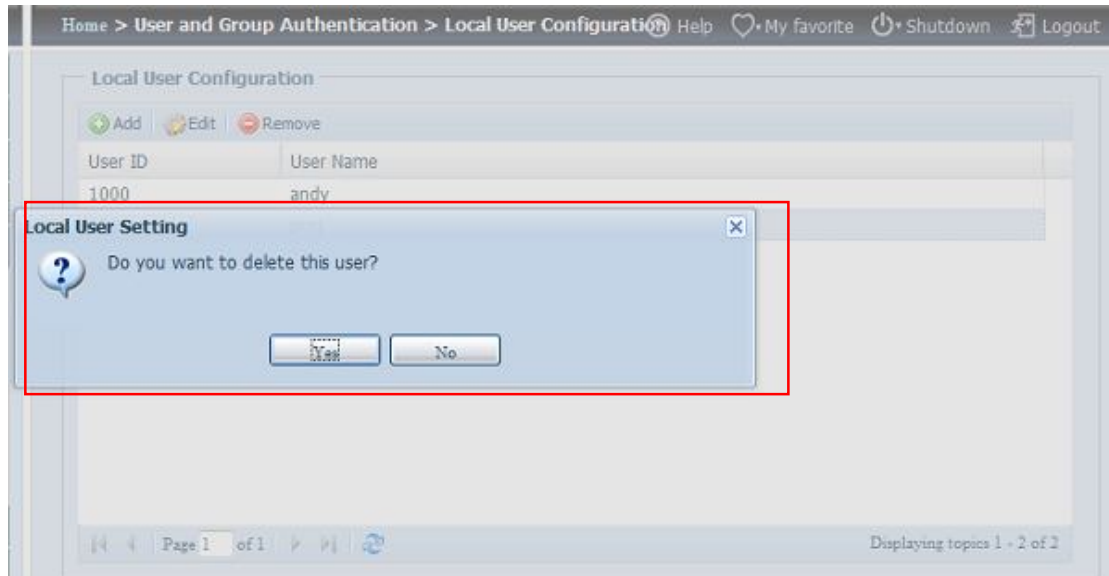 Home > User and Group Authentication > Local User Configuration Help My favorite Shutdown Logout
Local User Configuration
Add Edit Remove
User ID User Name
1000 andy
Local User Setting
Do you want to delete this user?
Yes No
Page 1 of 1 Displaying topics 1 - 2 of 2